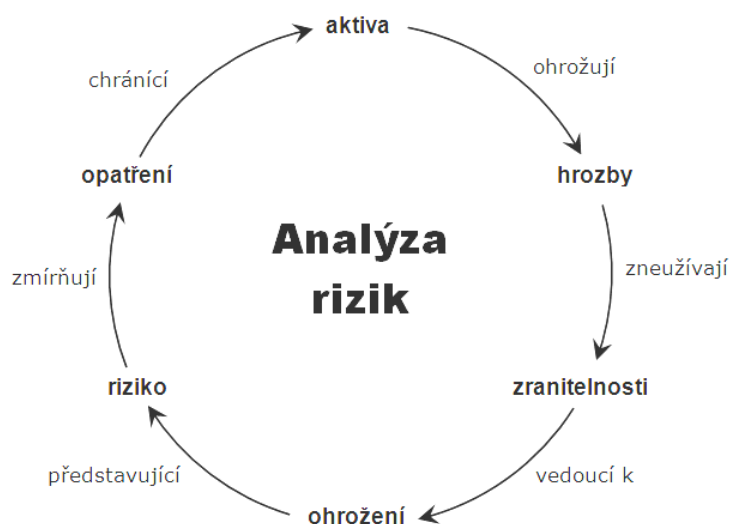 aktiva
ohrožují
hrozby
zneužívají
zranitelnosti
vedoucí k
ohrožení
představující
riziko
zmírňují
opatření
chránící
Analýza
rizik